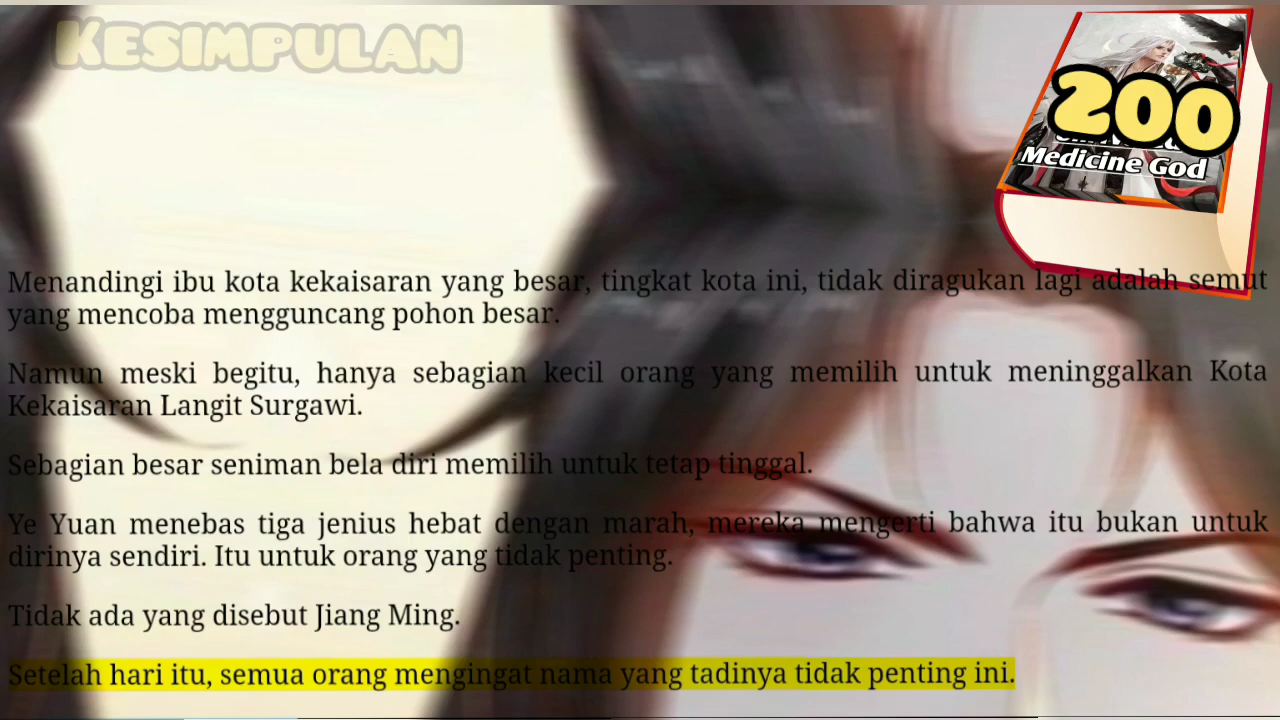 Kesimpulan
200
Medicine God
Menandingi ibu kota kekaisaran yang besar, tingkat kota ini, tidak diragukan lagi adalah semut
yang mencoba mengguncang pohon besar.
Namun meski begitu, hanya sebagian kecil orang yang memilih untuk meninggalkan Kota
Kekaisaran Langit Surgawi.
Sebagian besar seniman bela diri memilih untuk tetap tinggal.
Ye Yuan menebas tiga jenius hebat dengan marah, mereka mengerti bahwa itu bukan untuk
dirinya sendiri. Itu untuk orang yang tidak penting.
Tidak ada yang disebut Jiang Ming.
Setelah hari itu, semua orang mengingat nama yang tadinya tidak penting ini.